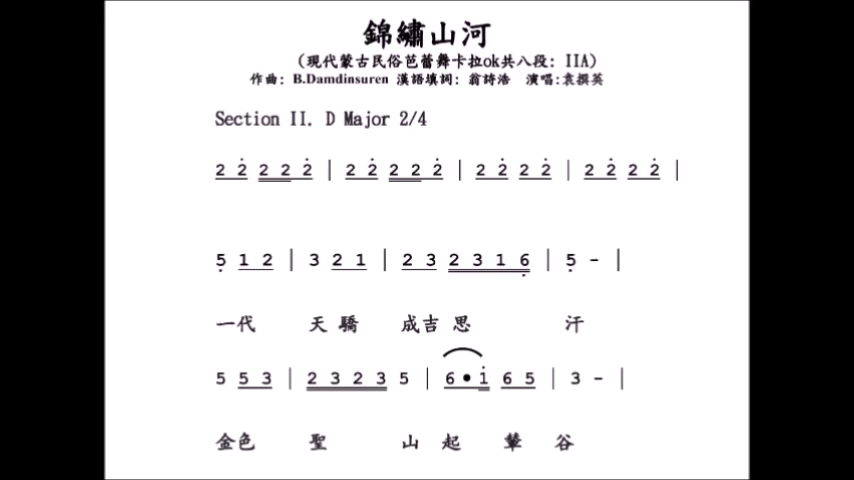 錦繡山河
(現代蒙古民俗芭蕾舞卡拉ok共八段: IIA)
作曲: B.Damdinsuren 漢語填詞: 翁詩浩 演唱:袁撰英
Section II. D Major 2/4
2 2̇ 2 2 2̇ | 2 2̇ 2 2 2̇ | 2 2̇ 2 2̇ | 2 2̇ 2 2̇ |
5̣ 1 2 | 3 2 1 | 2 3 2 3 1 6̣ | 5̣ - |
一代 天驕 成吉思 汗
5 5 3 | 2 3 2 3 5 | 6 • i 6 5 | 3 - |
金色 聖 山 起 輦 谷